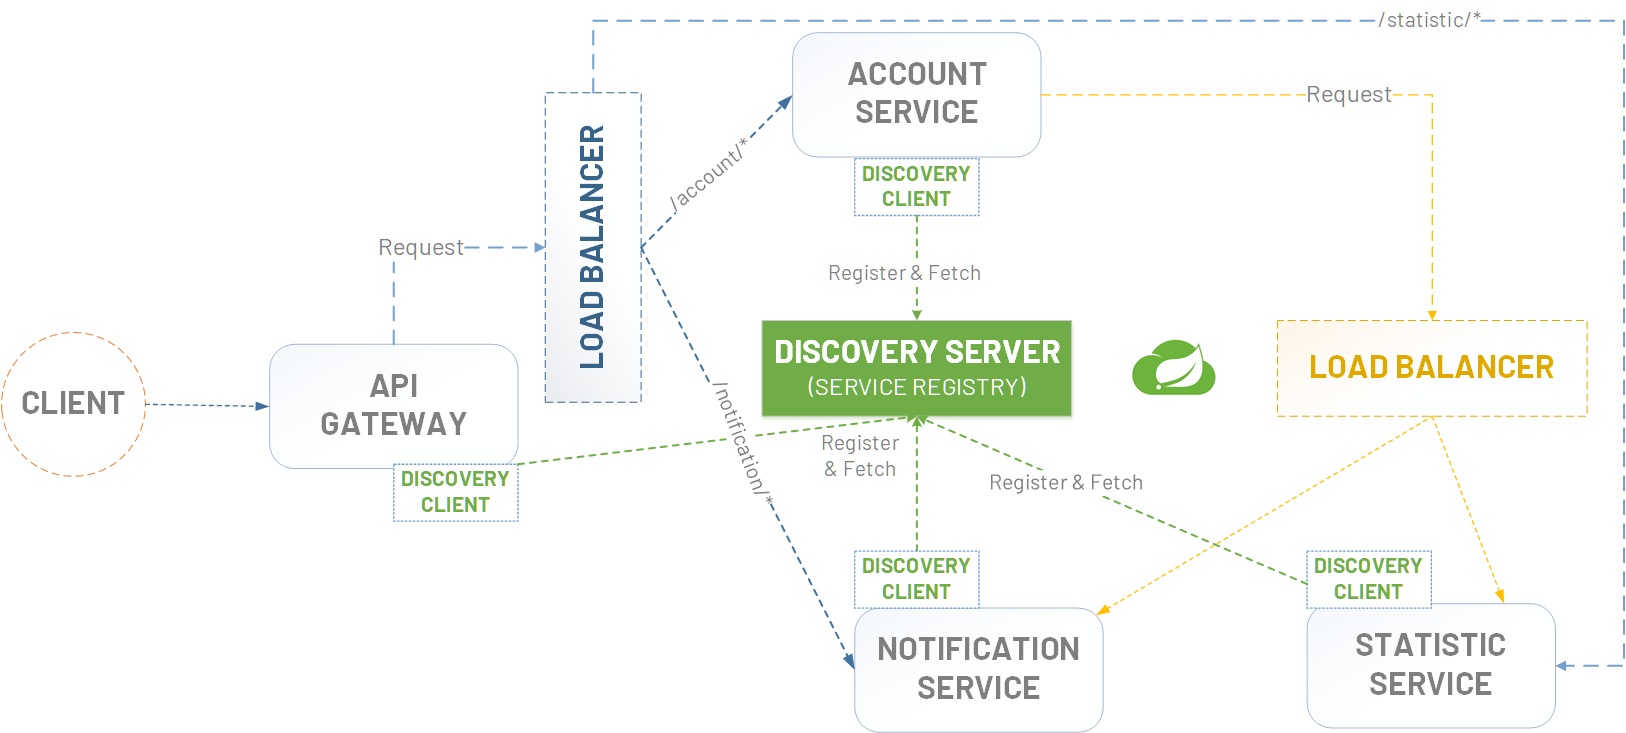 /statistic/*
ACCOUNT
SERVICE
Request
LOAD BALANCER
/account/*
DISCOVERY
CLIENT
Request
Register & Fetch
DISCOVERY SERVER
(SERVICE REGISTRY)
LOAD BALANCER
CLIENT
API
GATEWAY
/notification/*
Register
& Fetch
DISCOVERY
CLIENT
Register & Fetch
DISCOVERY
CLIENT
DISCOVERY
CLIENT
NOTIFICATION
SERVICE
STATISTIC
SERVICE